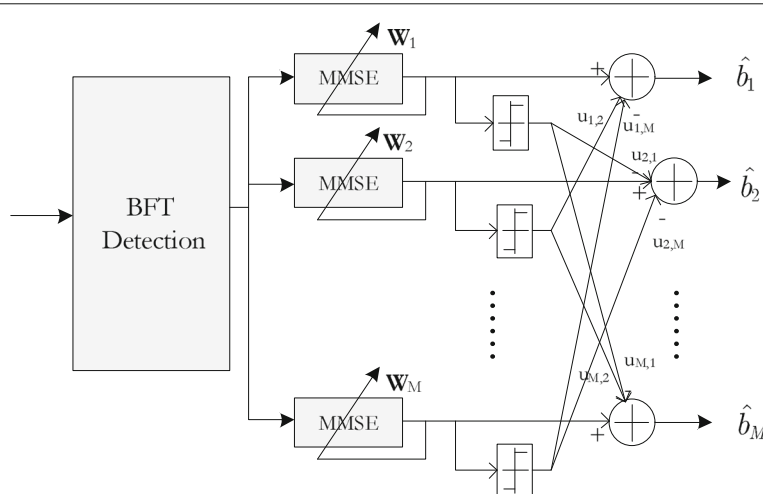 W1
MMSE
+
b̂1
-
u1,2
u1,M
W2
u2,1
MMSE
-
+
b̂2
BFT
Detection
-
u2,M
WM
uM,1
uM,2
MMSE
+
b̂M